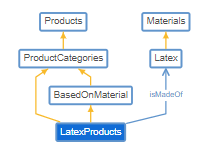 Products
Materials
ProductCategories
Latex
BasedOnMaterial
isMadeOf
LatexProducts